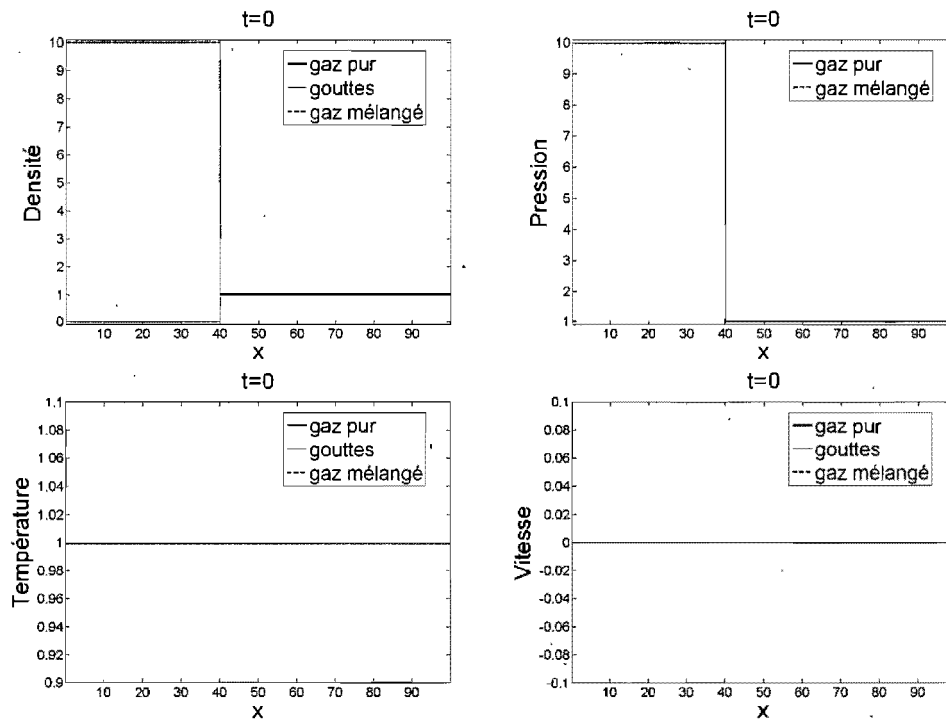 t=0
10
9
8
7
6
5
4
3
2
1
0
Densité
gaz pur
gouttes
gaz mélangé
10 20 30 40 50 60 70 80 90
x
t=0
10
9
8
7
6
5
4
3
2
1
Pression
gaz pur
gaz mélangé
10 20 30 40 50 60 70 80 90
x
t=0
1.1
1.08
1.06
1.04
1.02
1
0.98
0.96
0.94
0.92
0.9
Température
gaz pur
gouttes
gaz mélangé
10 20 30 40 50 60 70 80 90
x
t=0
0.1
0.08
0.06
0.04
0.02
0
-0.02
-0.04
-0.06
-0.08
-0.1
Vitesse
gaz pur
gouttes
gaz mélangé
10 20 30 40 50 60 70 80 90
x